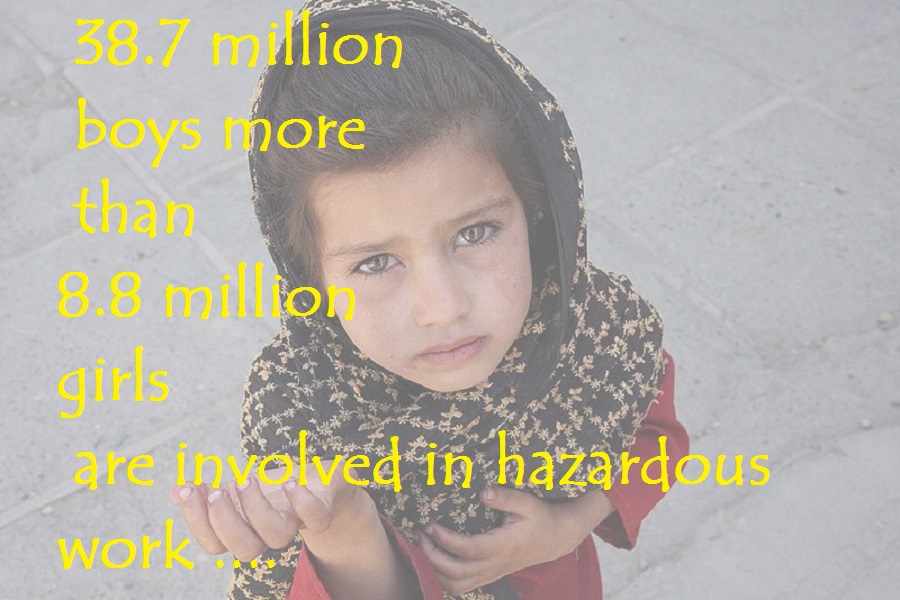 38.7 million
boys more
than
8.8 million
girls
are involved in hazardous
work ....